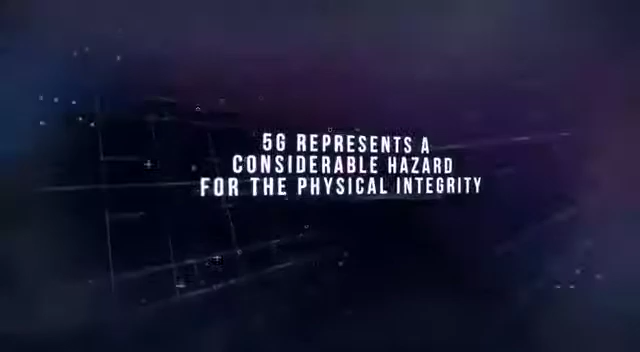 5G REPRESENTS A
CONSIDERABLE HAZARD
FOR THE PHYSICAL INTEGRITY